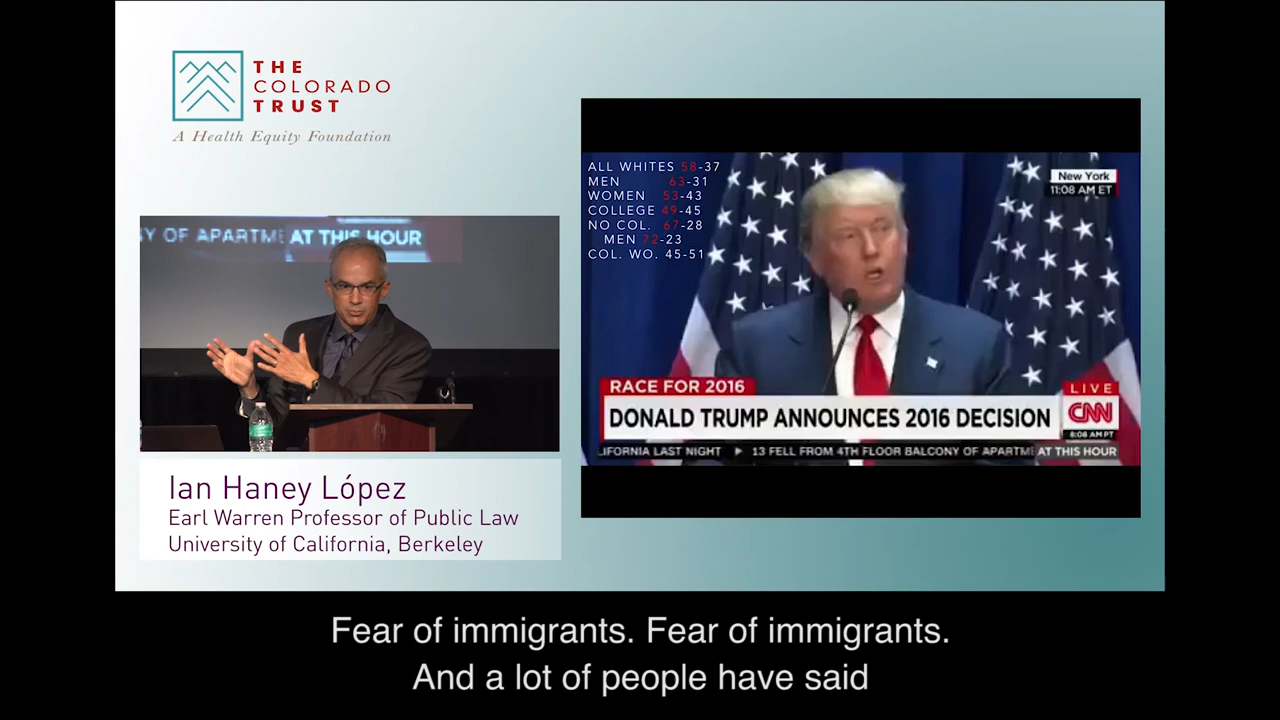 THE
COLORADO
TRUST
A Health Equity Foundation
Y OF APARTME AT THIS HOUR
Ian Haney López
Earl Warren Professor of Public Law
University of California, Berkeley
ALL WHITES 58-37
MEN 63-31
WOMEN 53-43
COLLEGE 49-45
NO COL. 67-28
MEN 72-23
COL. WO. 45-51
New York
11:08 AM ET
RACE FOR 2016
LIVE
DONALD TRUMP ANNOUNCES 2016 DECISION
CNN
8:08 AM PT
LIFORNIA LAST NIGHT ▶ 13 FELL FROM 4TH FLOOR BALCONY OF APARTME AT THIS HOUR
Fear of immigrants. Fear of immigrants.
And a lot of people have said